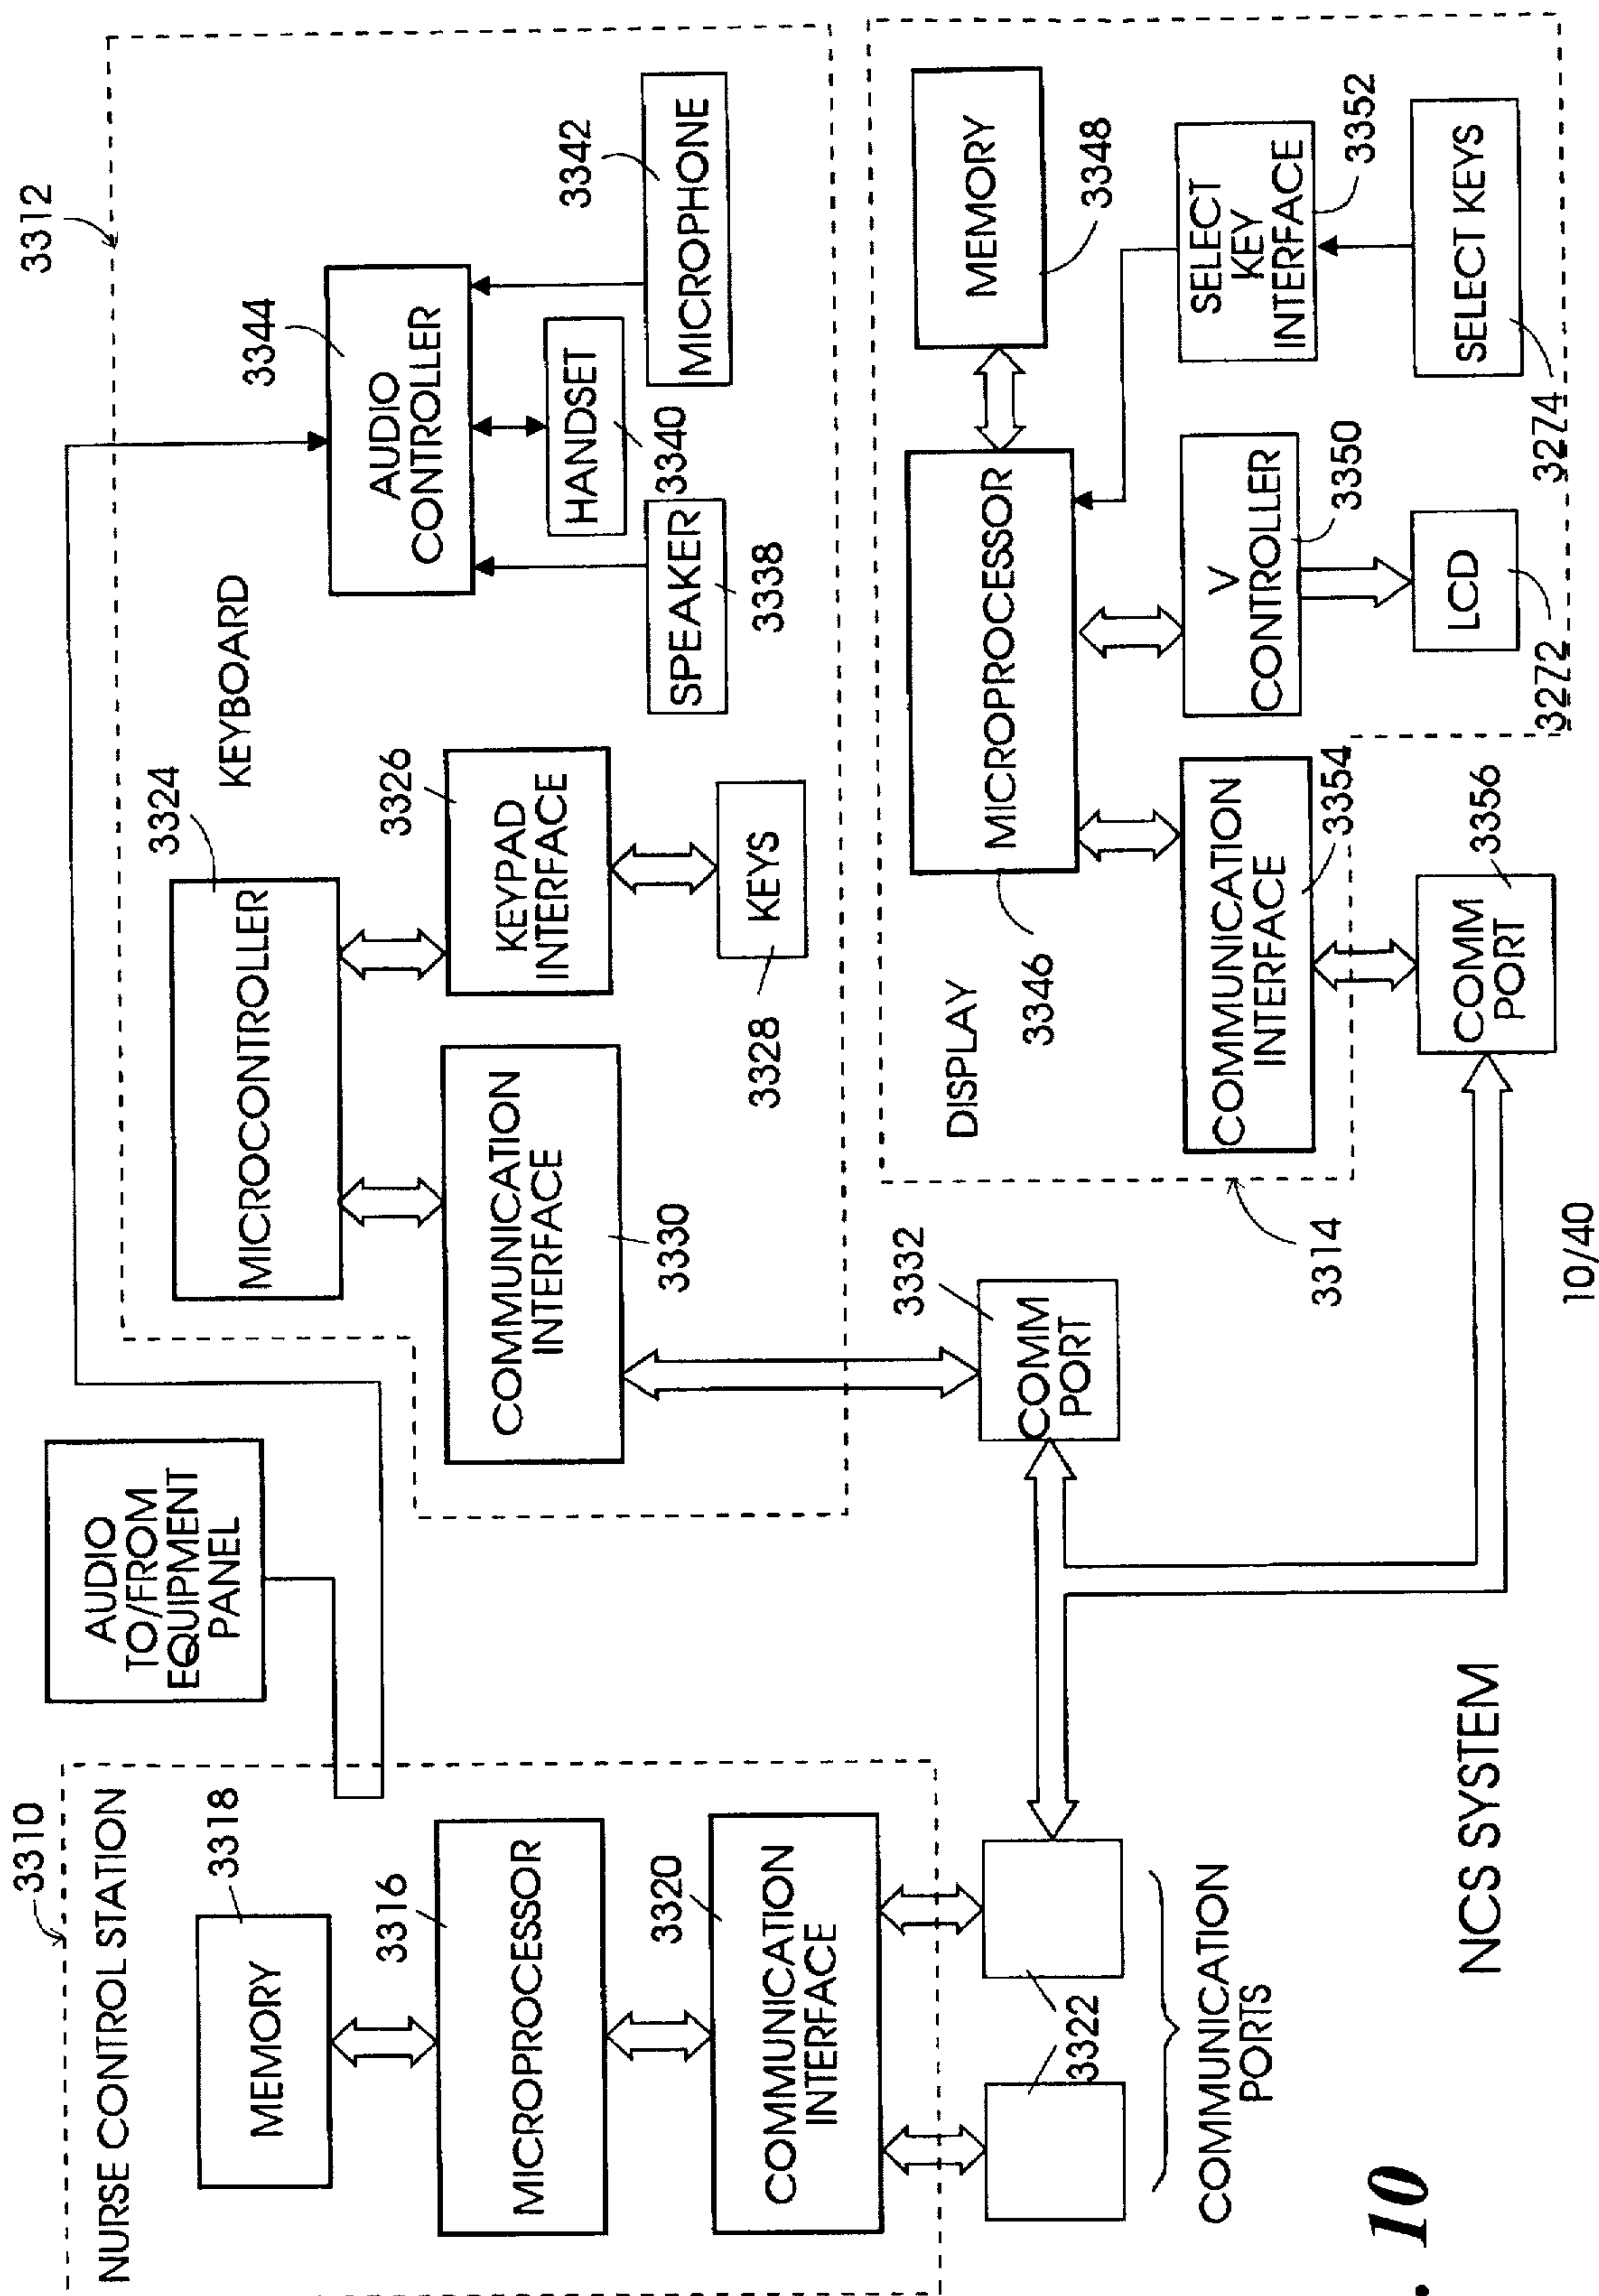 3310
NURSE CONTROL STATION
MEMORY
3318
3316
MICROPROCESSOR
3320
COMMUNICATION
INTERFACE
3322
COMMUNICATION
PORTS
AUDIO
TO/FROM
EQUIPMENT
PANEL
3312
KEYBOARD
3324
MICROCONTROLLER
3326
KEYPAD
INTERFACE
KEYS
3328
COMMUNICATION
INTERFACE
3330
3344
AUDIO
CONTROLLER
HANDSET
3340
SPEAKER
3338
3342
MICROPHONE
3332
COMM
PORT
DISPLAY
3314
MICROPROCESSOR
3346
MEMORY
3348
SELECT
KEY
INTERFACE
3352
SELECT KEYS
3274
V
CONTROLLER
3350
LCD
3272
COMMUNICATION
INTERFACE
3354
3356
COMM
PORT
NCS SYSTEM
10/40
. 10